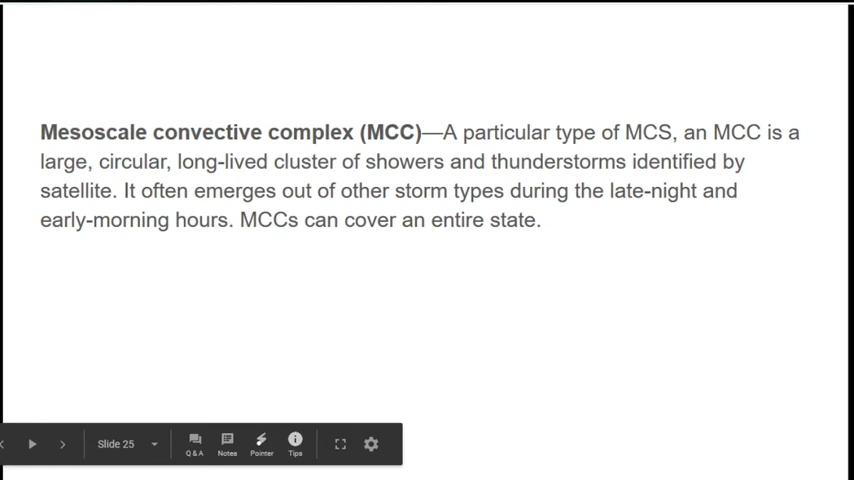 Mesoscale convective complex (MCC)—A particular type of MCS, an MCC is a
large, circular, long-lived cluster of showers and thunderstorms identified by
satellite. It often emerges out of other storm types during the late-night and
early-morning hours. MCCs can cover an entire state.
Slide 25
Q & A
Notes
Pointer
Tips